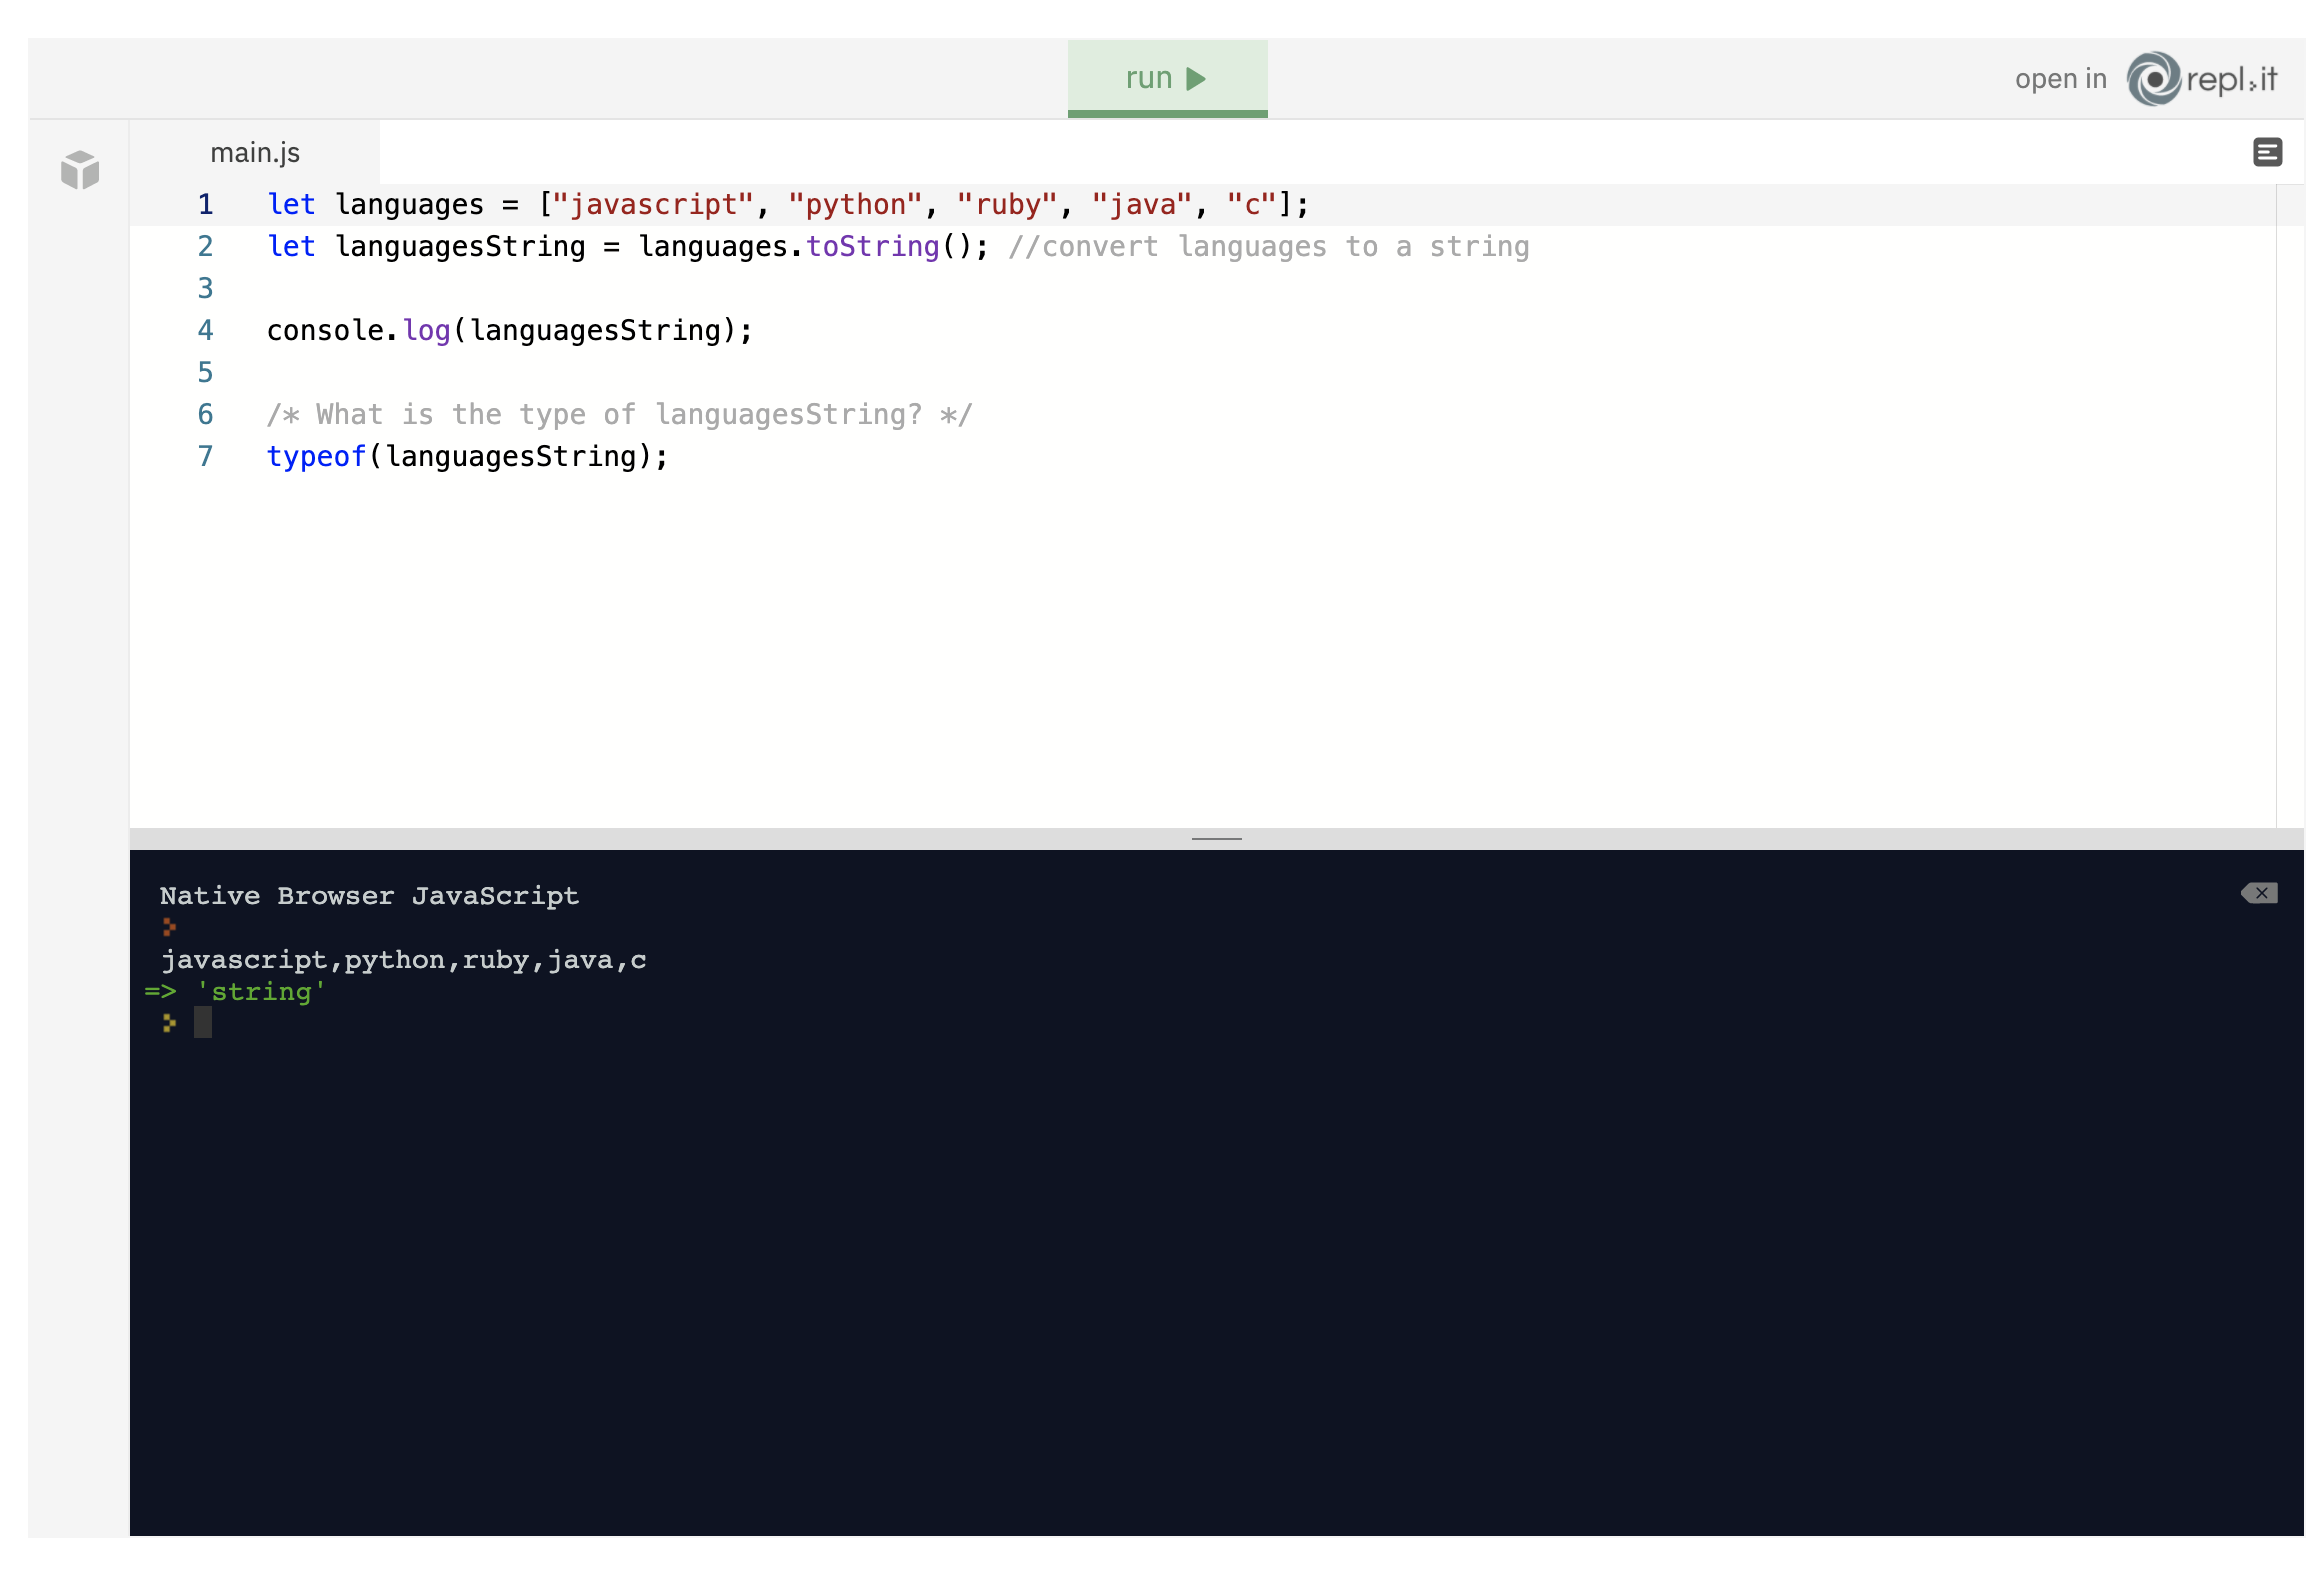 run
open in repl.it
main.js
1 let languages = ["javascript", "python", "ruby", "java", "c"];
2 let languagesString = languages.toString(); //convert languages to a string
3
4 console.log(languagesString);
5
6 /* What is the type of languagesString? */
7 typeof(languagesString);
Native Browser JavaScript
javascript,python,ruby,java,c
=> 'string'